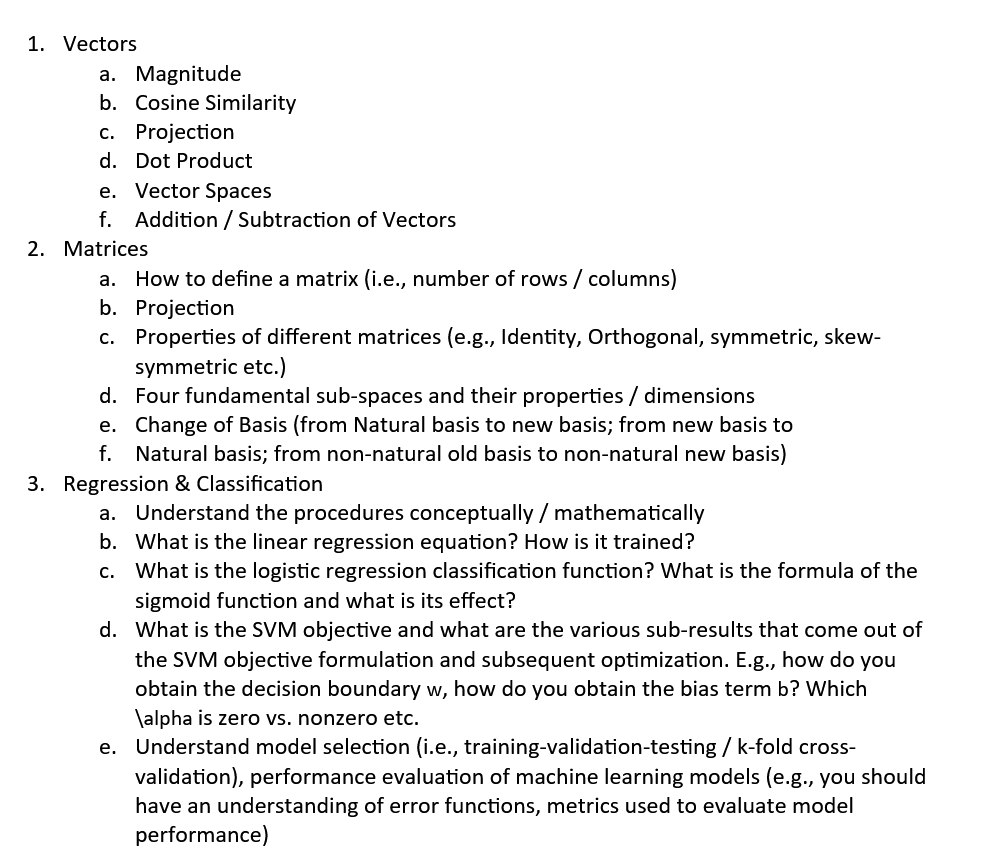 1. Vectors
a. Magnitude
b. Cosine Similarity
c. Projection
d. Dot Product
e. Vector Spaces
f. Addition / Subtraction of Vectors
2. Matrices
a. How to define a matrix (i.e., number of rows / columns)
b. Projection
c. Properties of different matrices (e.g., Identity, Orthogonal, symmetric, skew-
symmetric etc.)
d. Four fundamental sub-spaces and their properties / dimensions
e. Change of Basis (from Natural basis to new basis; from new basis to
f. Natural basis; from non-natural old basis to non-natural new basis)
3. Regression & Classification
a. Understand the procedures conceptually / mathematically
b. What is the linear regression equation? How is it trained?
c. What is the logistic regression classification function? What is the formula of the
sigmoid function and what is its effect?
d. What is the SVM objective and what are the various sub-results that come out of
the SVM objective formulation and subsequent optimization. E.g., how do you
obtain the decision boundary w, how do you obtain the bias term b? Which
\alpha is zero vs. nonzero etc.
e. Understand model selection (i.e., training-validation-testing / k-fold cross-
validation), performance evaluation of machine learning models (e.g., you should
have an understanding of error functions, metrics used to evaluate model
performance)